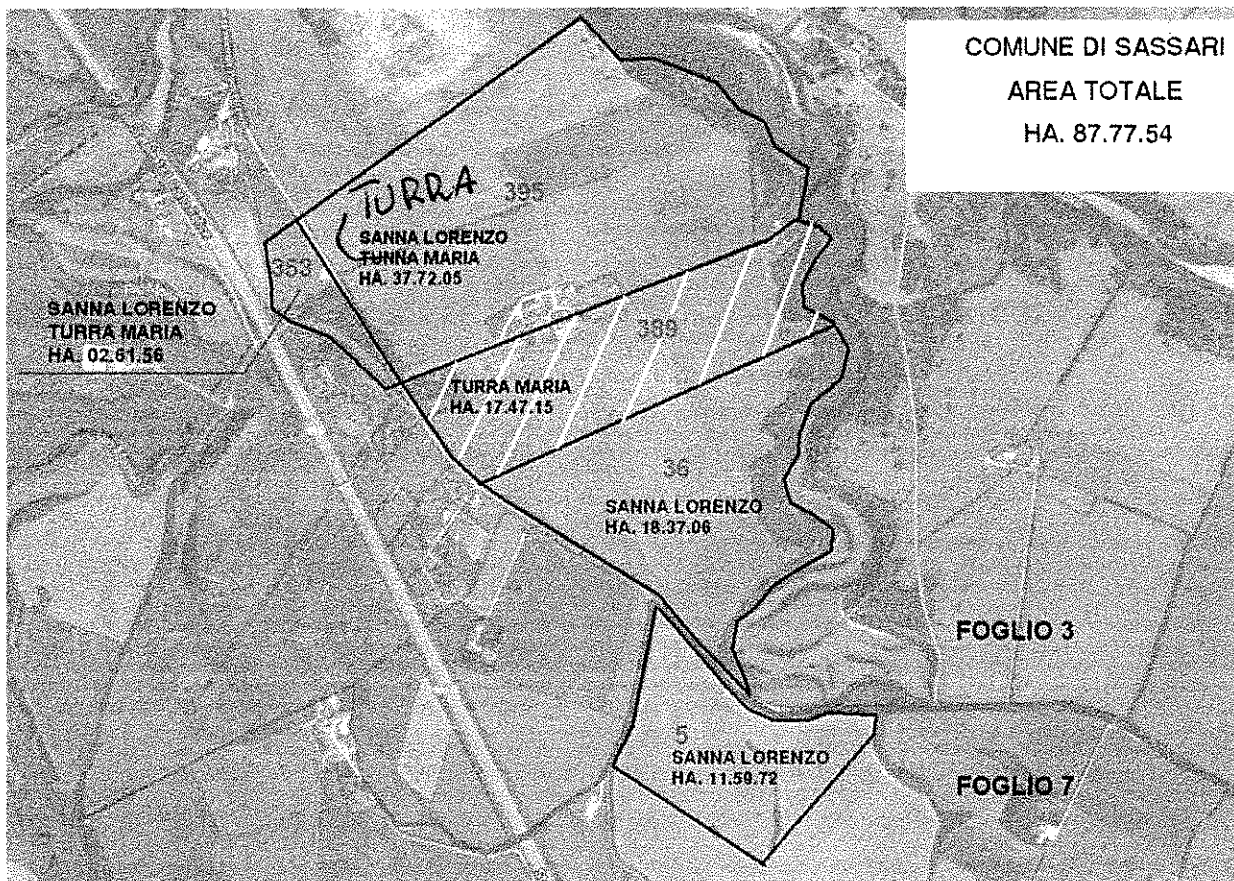 COMUNE DI SASSARI
AREA TOTALE
HA. 87.77.54
TURRA
395
SANNA LORENZO
TUNNA MARIA
HA. 37.72.05
353
SANNA LORENZO
TURRA MARIA
HA. 02.61.56
389
TURRA MARIA
HA. 17.47.15
36
SANNA LORENZO
HA. 18.37.06
FOGLIO 3
5
SANNA LORENZO
HA. 11.59.72
FOGLIO 7